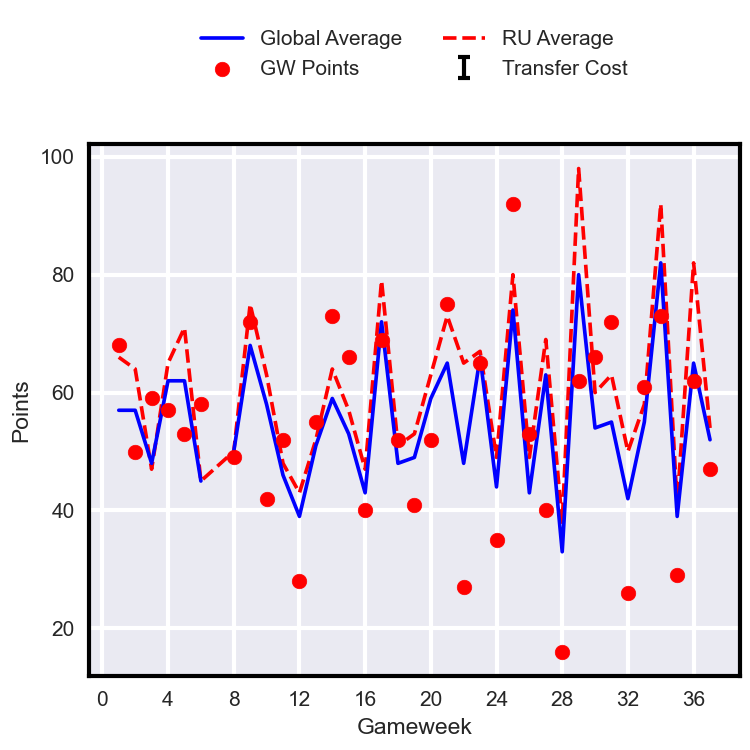 Global Average
RU Average
GW Points
Transfer Cost
100
80
60
40
20
Points
0 4 8 12 16 20 24 28 32 36
Gameweek